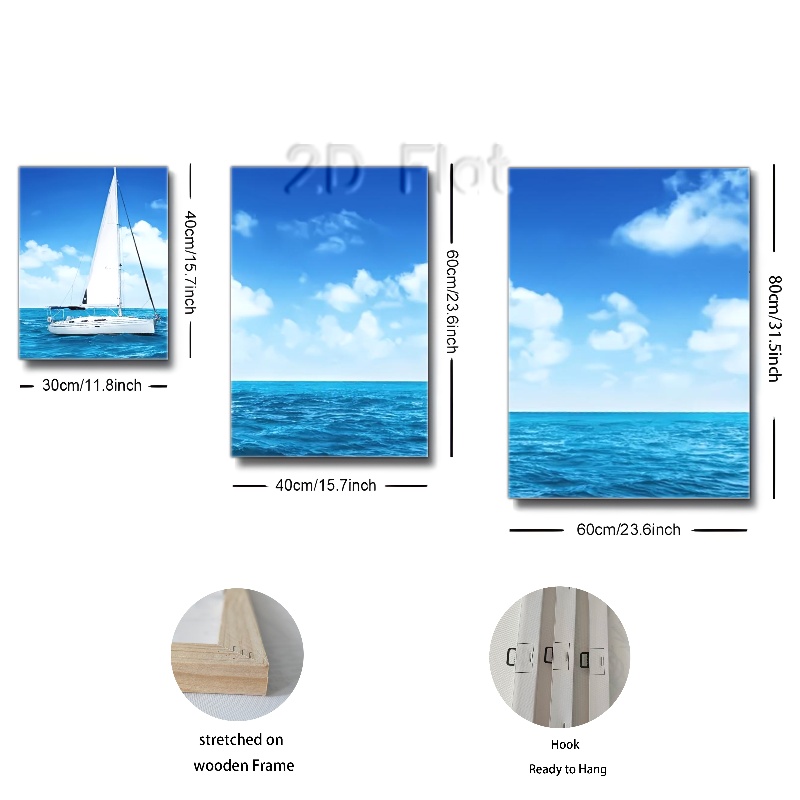 2D Flat
40cm/15.7inch
60cm/23.6inch
80cm/31.5inch
30cm/11.8inch
40cm/15.7inch
60cm/23.6inch
stretched on
wooden Frame
Hook
Ready to Hang